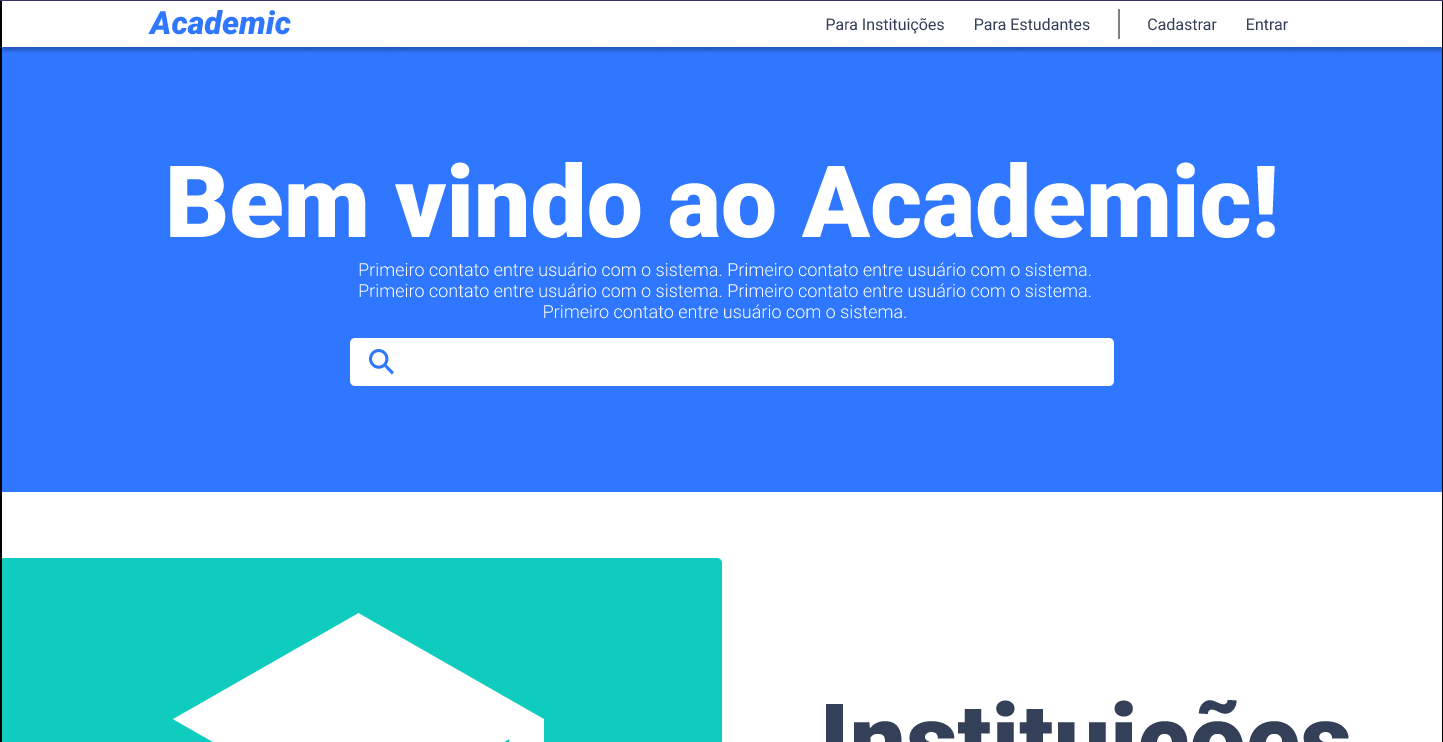 Academic
Para Instituições
Para Estudantes
Cadastrar
Entrar
Bem vindo ao Academic!
Primeiro contato entre usuário com o sistema. Primeiro contato entre usuário com o sistema.
Primeiro contato entre usuário com o sistema. Primeiro contato entre usuário com o sistema.
Primeiro contato entre usuário com o sistema.
Instituições